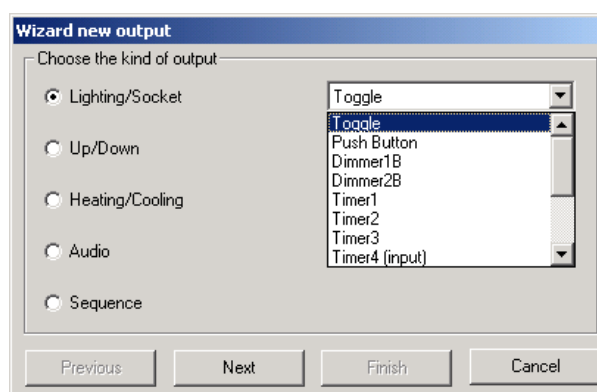 Wizard new output
Choose the kind of output
Lighting/Socket
Toggle
Toggle
Push Button
Up/Down
Dimmer1B
Dimmer2B
Heating/Cooling
Timer1
Timer2
Timer3
Audio
Timer4 (input)
Sequence
Previous Next Finish Cancel